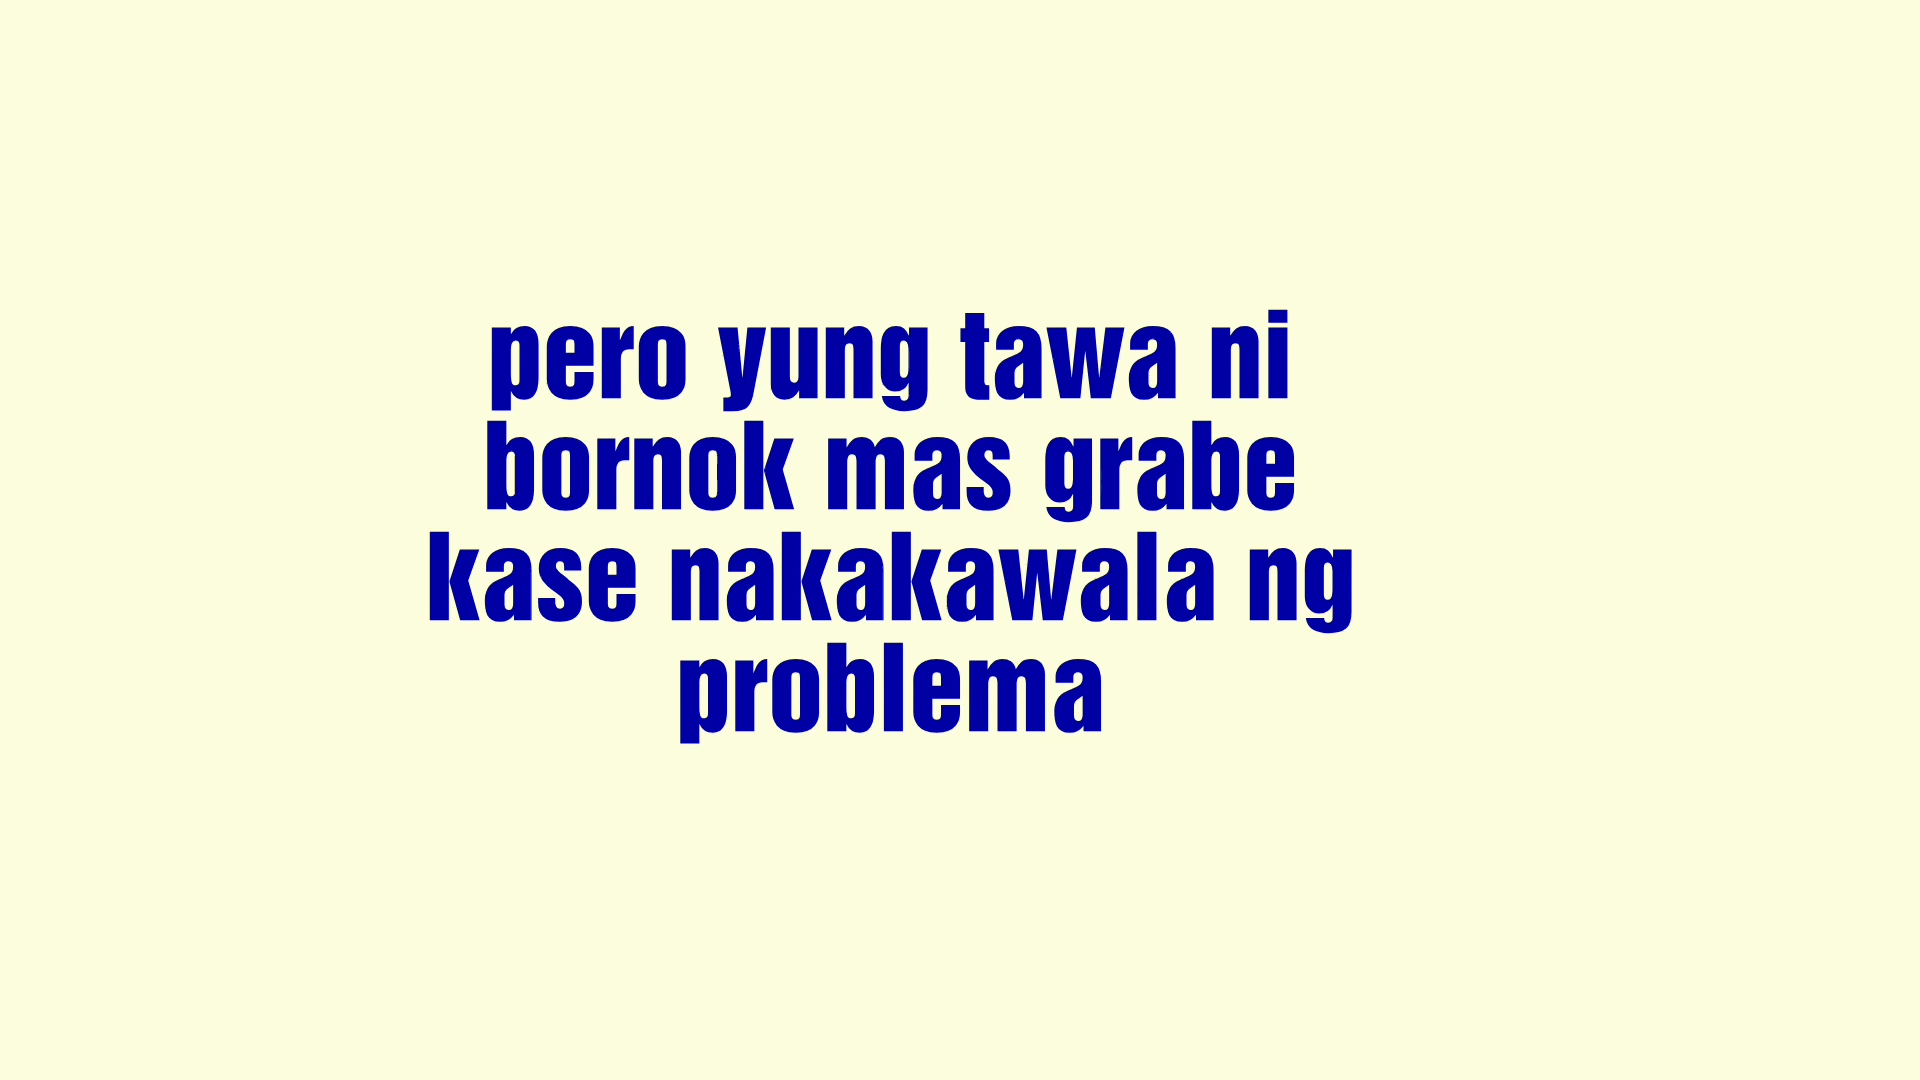 pero yung tawa ni
bornok mas grabe
kase nakakawala ng
problema